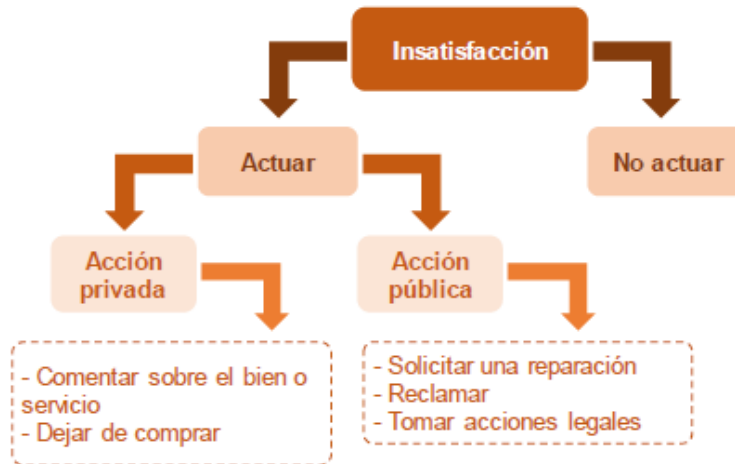 Insatisfacción
Actuar
No actuar
Acción
privada
Acción
pública
- Comentar sobre el bien o
servicio
- Dejar de comprar
- Solicitar una reparación
- Reclamar
- Tomar acciones legales